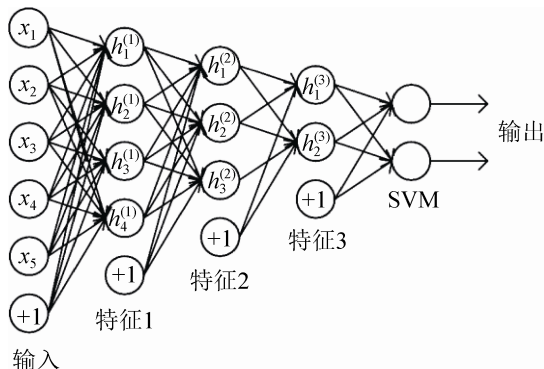 x₁
x₂
x₃
x₄
x₅
+1
输入
h₁⁽¹⁾
h₂⁽¹⁾
h₃⁽¹⁾
h₄⁽¹⁾
+1
特征1
h₁⁽²⁾
h₂⁽²⁾
h₃⁽²⁾
+1
特征2
h₁⁽³⁾
h₂⁽³⁾
+1
特征3
SVM
输出